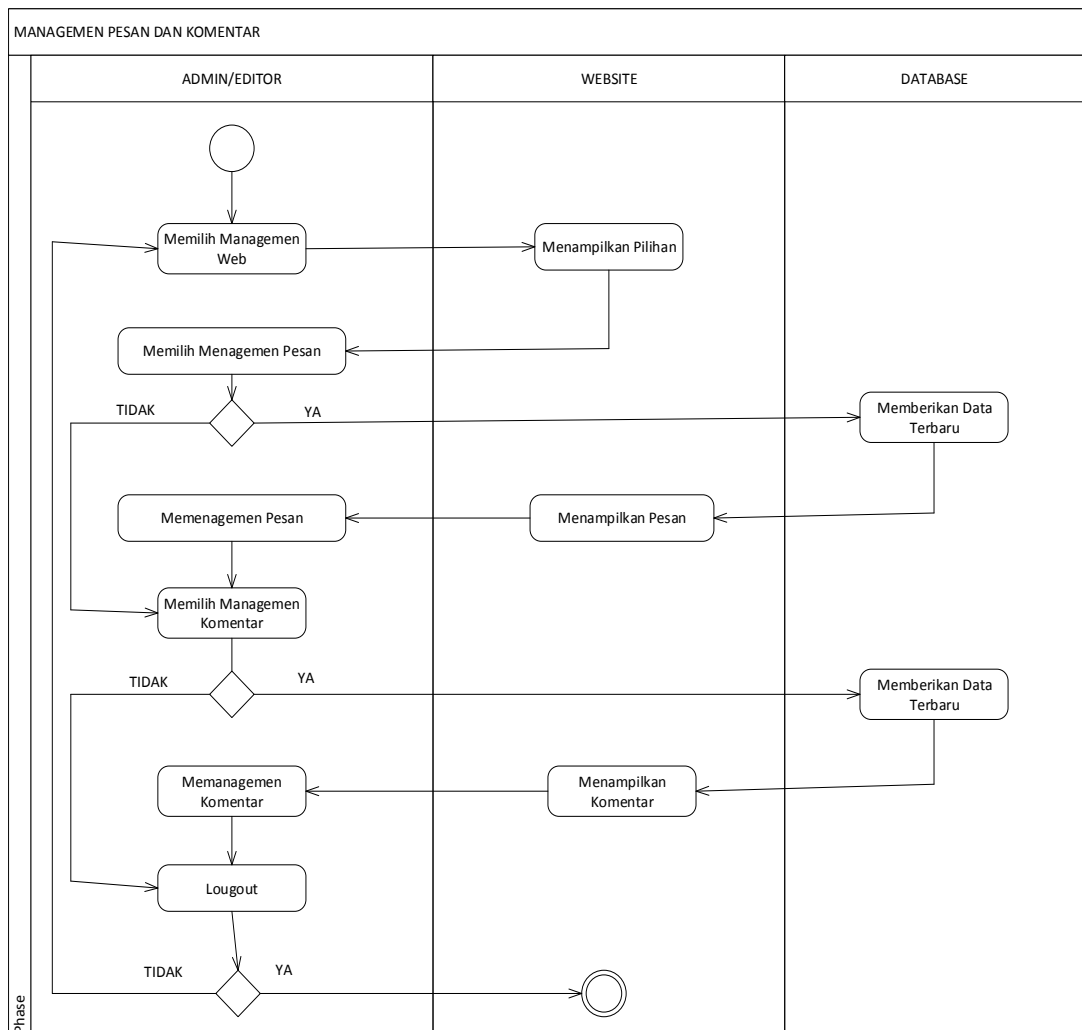 MANAGEMEN PESAN DAN KOMENTAR
ADMIN/EDITOR
WEBSITE
DATABASE
Memilih Managemen
Web
Menampilkan Pilihan
Memilih Menagemen Pesan
TIDAK
YA
Memberikan Data
Terbaru
Memenagemen Pesan
Menampilkan Pesan
Memilih Managemen
Komentar
TIDAK
YA
Memberikan Data
Terbaru
Memanagemen
Komentar
Menampilkan
Komentar
Lougout
TIDAK
YA
Phase